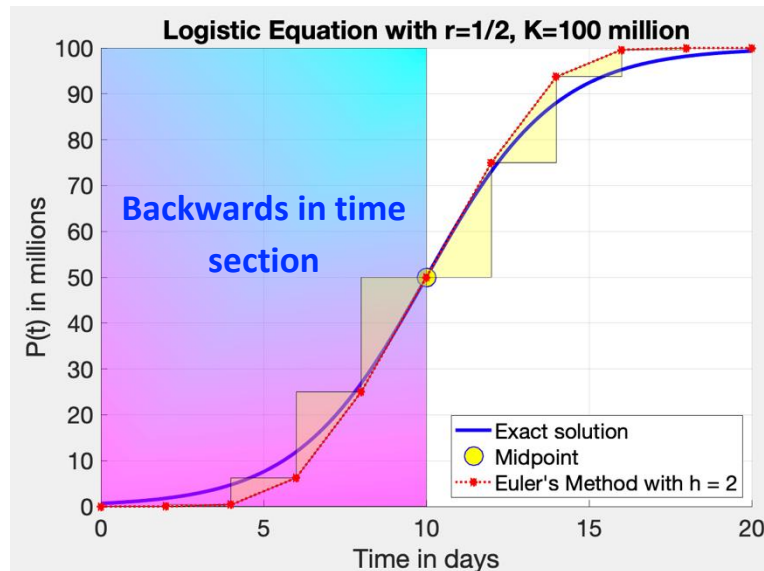 Logistic Equation with r=1/2, K=100 million
P(t) in millions
100
90
80
70
60
50
40
30
20
10
0
Backwards in time
section
Exact solution
Midpoint
Euler's Method with h = 2
0 5 10 15 20
Time in days